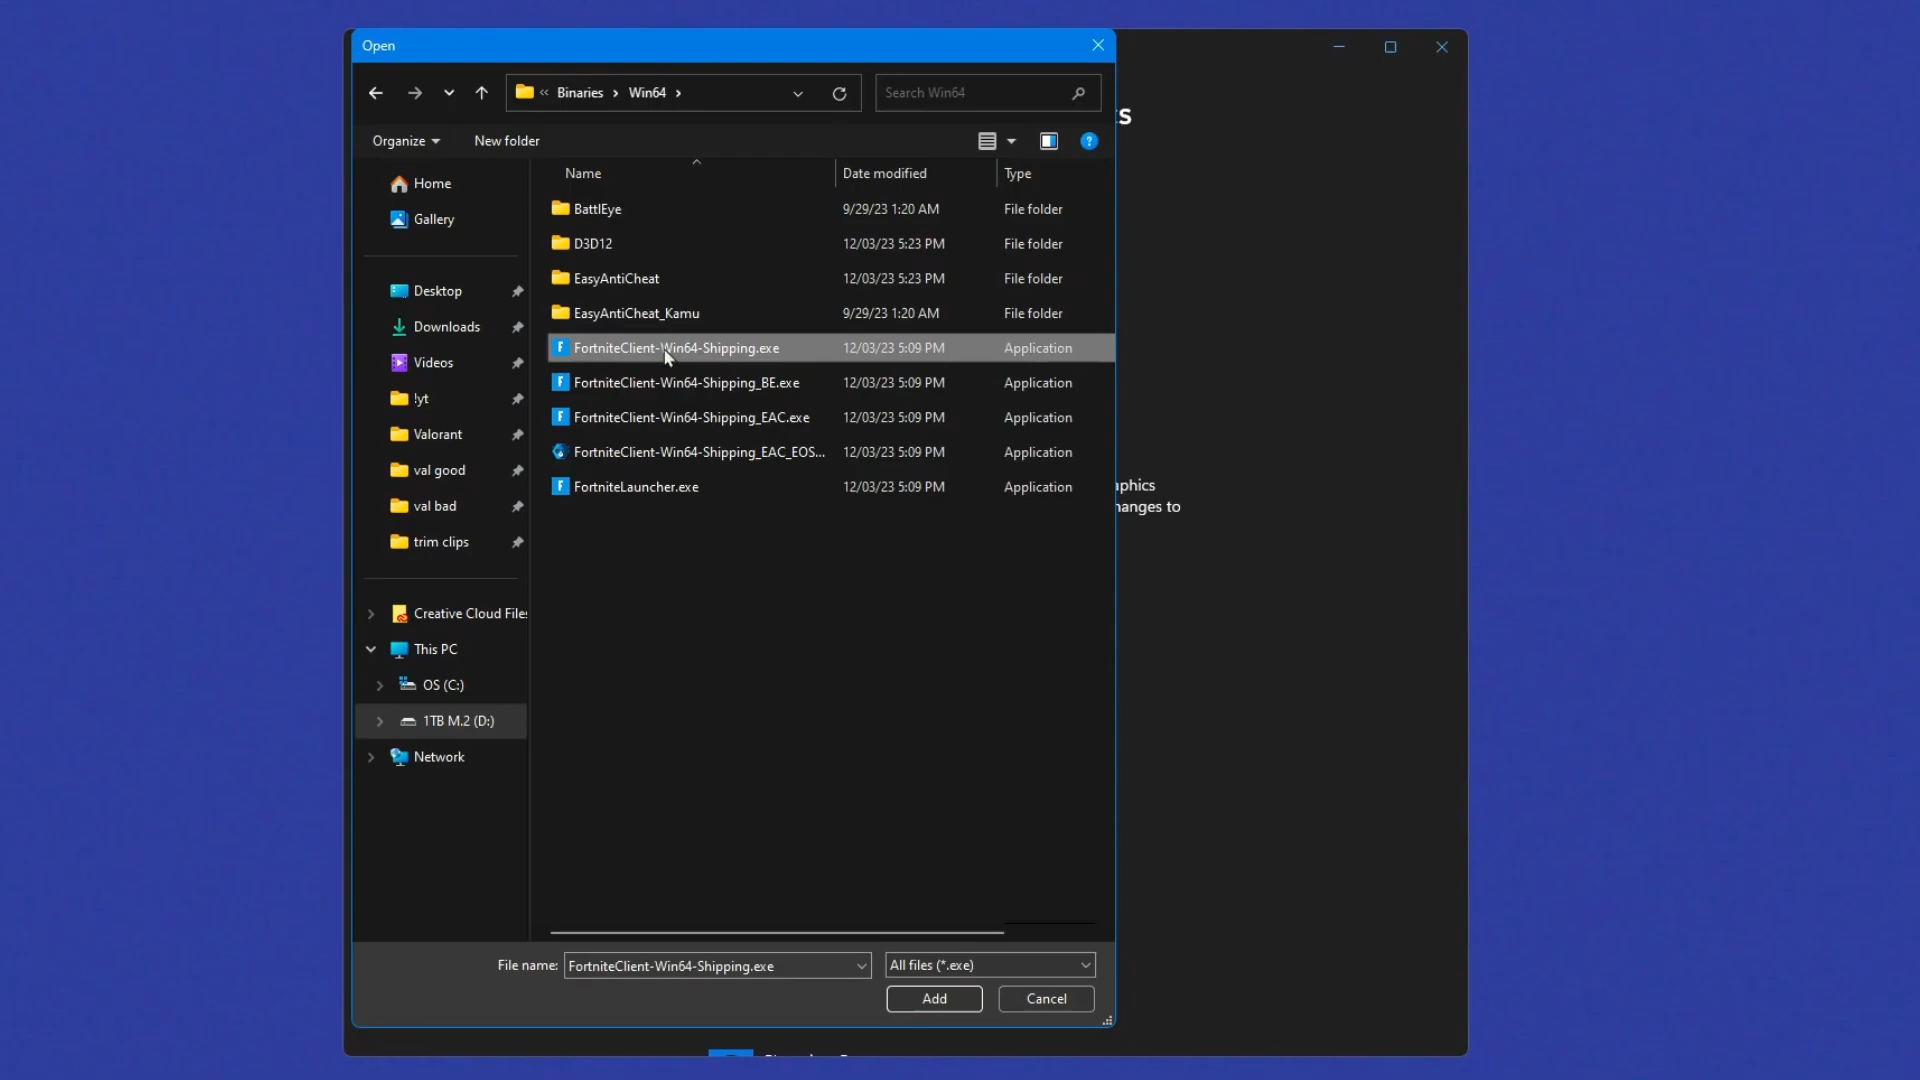 Open
Binaries
Win64
Search Win64
Organize
New folder
Name
Date modified
Type
Home
Gallery
Desktop
Downloads
Videos
!yt
Valorant
val good
val bad
trim clips
Creative Cloud Files
This PC
OS (C:)
1TB M.2 (D:)
Network
BattlEye 9/29/23 1:20 AM File folder
D3D12 12/03/23 5:23 PM File folder
EasyAntiCheat 12/03/23 5:23 PM File folder
EasyAntiCheat_Kamu 9/29/23 1:20 AM File folder
FortniteClient-Win64-Shipping.exe 12/03/23 5:09 PM Application
FortniteClient-Win64-Shipping_BE.exe 12/03/23 5:09 PM Application
FortniteClient-Win64-Shipping_EAC.exe 12/03/23 5:09 PM Application
FortniteClient-Win64-Shipping_EAC_EOS... 12/03/23 5:09 PM Application
FortniteLauncher.exe 12/03/23 5:09 PM Application
File name: FortniteClient-Win64-Shipping.exe
All files (*.exe)
Add
Cancel
to